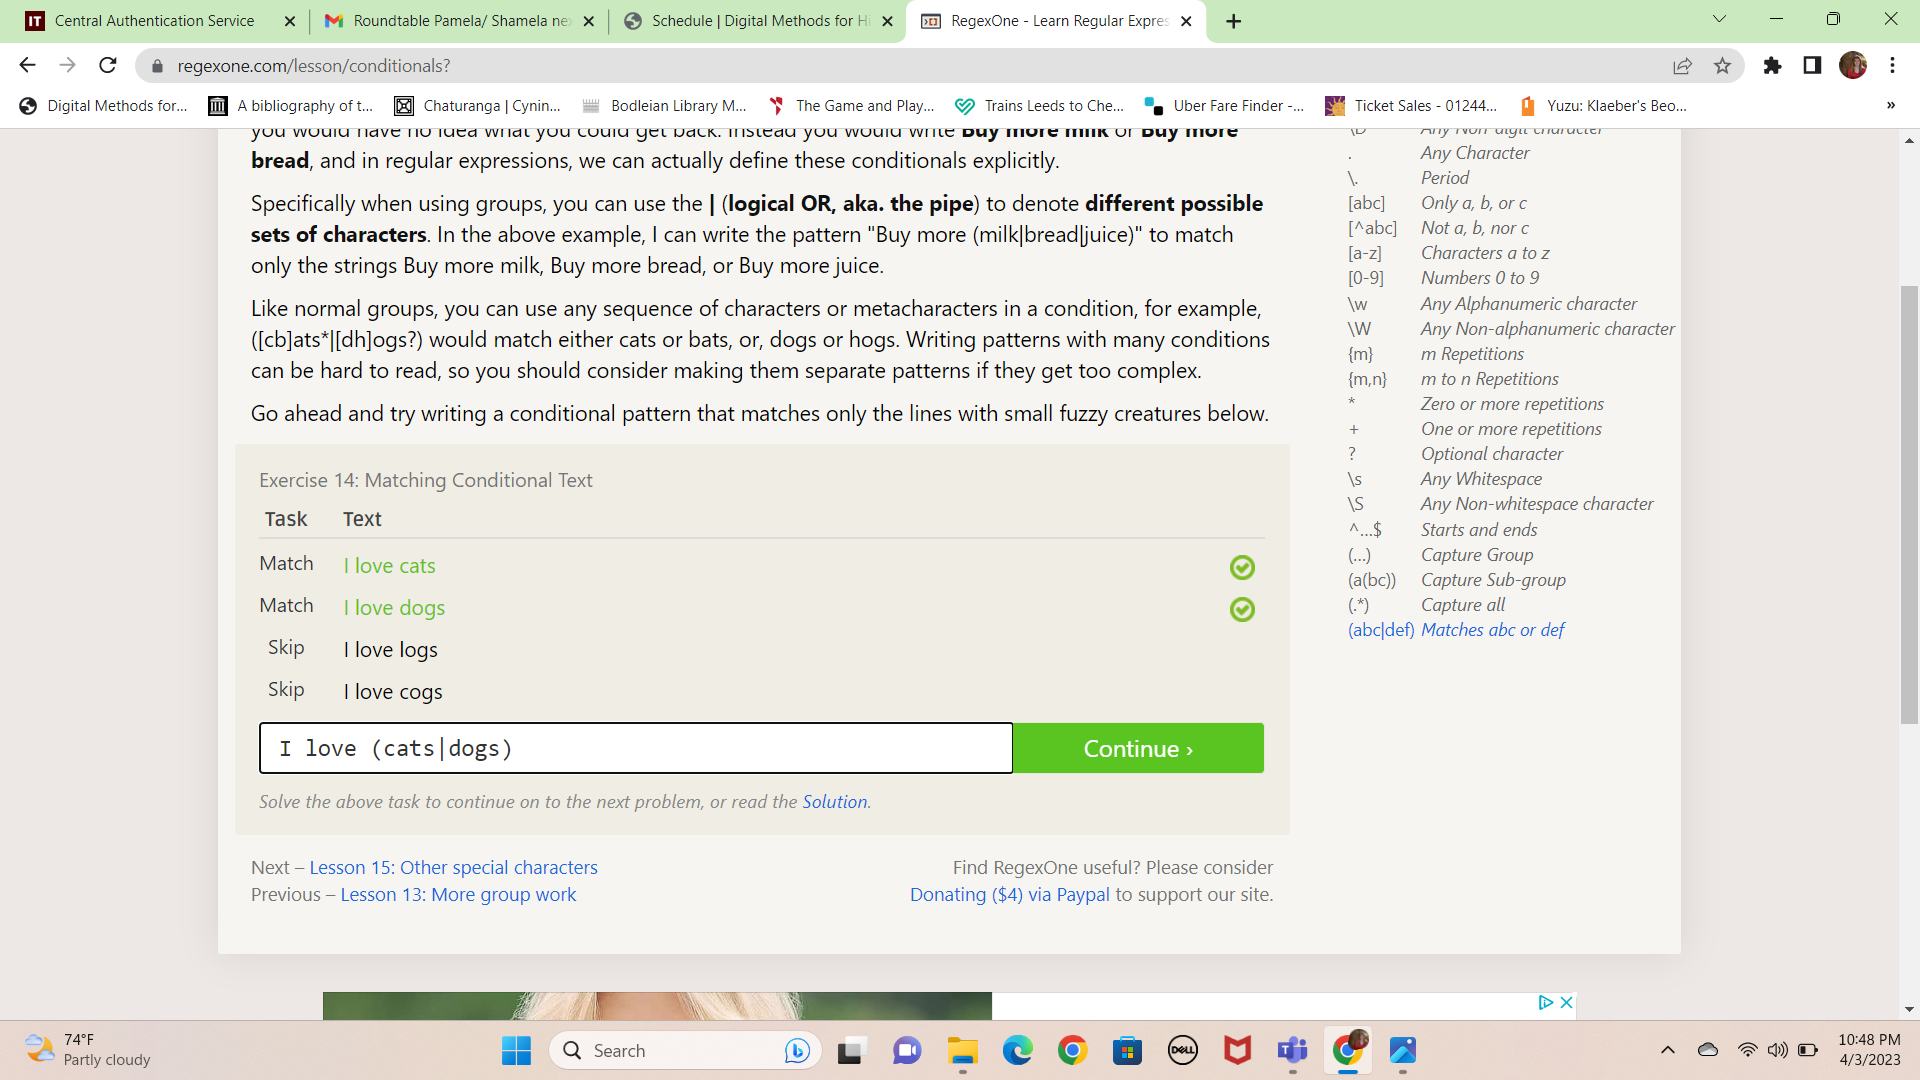 Central Authentication Service
Roundtable Pamela/ Shamela ne
Schedule | Digital Methods for Hi
RegexOne - Learn Regular Expres
regexone.com/lesson/conditionals?
Digital Methods for...
A bibliography of t...
Chaturanga | Cynin...
Bodleian Library M...
The Game and Play...
Trains Leeds to Che...
Uber Fare Finder -...
Ticket Sales - 01244...
Yuzu: Klaeber's Beo...
»
you would have no idea what you could get back. Instead you would write Buy more milk or Buy more
bread, and in regular expressions, we can actually define these conditionals explicitly.
Specifically when using groups, you can use the | (logical OR, aka. the pipe) to denote different possible
sets of characters. In the above example, I can write the pattern "Buy more (milk|bread|juice)" to match
only the strings Buy more milk, Buy more bread, or Buy more juice.
Like normal groups, you can use any sequence of characters or metacharacters in a condition, for example,
([cb]ats*|[dh]ogs?) would match either cats or bats, or, dogs or hogs. Writing patterns with many conditions
can be hard to read, so you should consider making them separate patterns if they get too complex.
Go ahead and try writing a conditional pattern that matches only the lines with small fuzzy creatures below.
Exercise 14: Matching Conditional Text
Task Text
Match I love cats
Match I love dogs
Skip I love logs
Skip I love cogs
I love (cats|dogs)
Continue ›
Solve the above task to continue on to the next problem, or read the Solution.
Next – Lesson 15: Other special characters
Previous – Lesson 13: More group work
Find RegexOne useful? Please consider
Donating ($4) via Paypal to support our site.
\D Any Non-digit character
. Any Character
\. Period
[abc] Only a, b, or c
[^abc] Not a, b, nor c
[a-z] Characters a to z
[0-9] Numbers 0 to 9
\w Any Alphanumeric character
\W Any Non-alphanumeric character
{m} m Repetitions
{m,n} m to n Repetitions
* Zero or more repetitions
+ One or more repetitions
? Optional character
\s Any Whitespace
\S Any Non-whitespace character
^...$ Starts and ends
(...) Capture Group
(a(bc)) Capture Sub-group
(.*) Capture all
(abc|def) Matches abc or def
74°F
Partly cloudy
Search
DELL
10:48 PM
4/3/2023